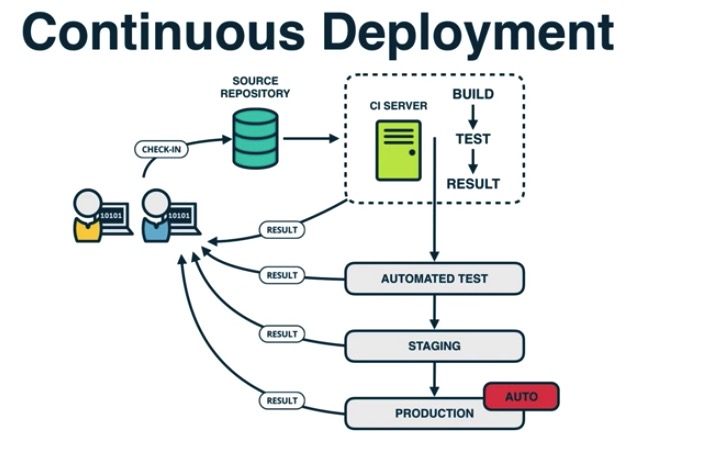 Continuous Deployment
SOURCE
REPOSITORY
CI SERVER
BUILD
TEST
RESULT
CHECK-IN
10101
10101
RESULT
RESULT
AUTOMATED TEST
RESULT
STAGING
AUTO
RESULT
PRODUCTION